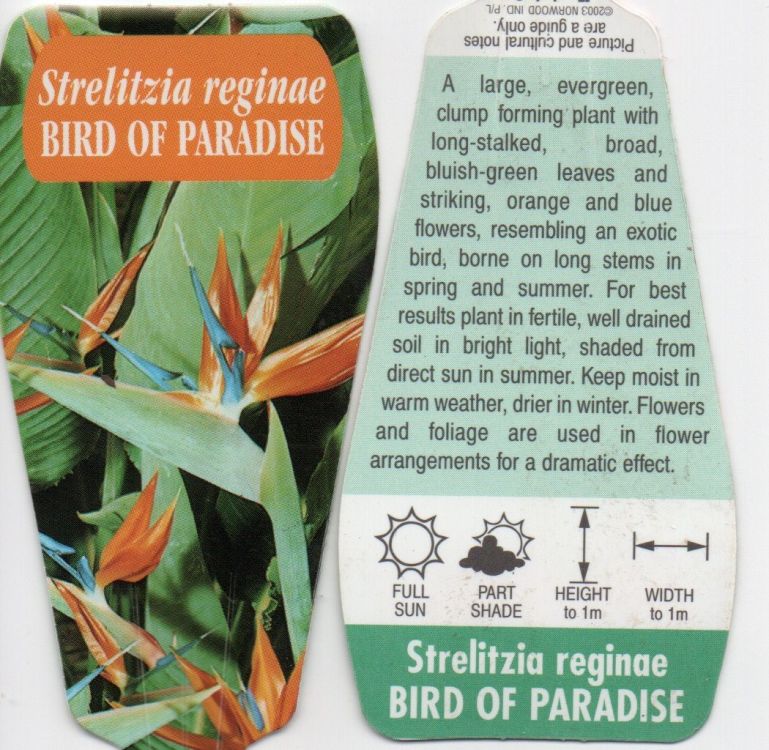 Strelitzia reginae
BIRD OF PARADISE
©2003 NORWOOD IND. P/L
are a guide only.
Picture and cultural notes
A large, evergreen,
clump forming plant with
long-stalked, broad,
bluish-green leaves and
striking, orange and blue
flowers, resembling an exotic
bird, borne on long stems in
spring and summer. For best
results plant in fertile, well drained
soil in bright light, shaded from
direct sun in summer. Keep moist in
warm weather, drier in winter. Flowers
and foliage are used in flower
arrangements for a dramatic effect.
FULL SUN
PART SHADE
HEIGHT to 1m
WIDTH to 1m
Strelitzia reginae
BIRD OF PARADISE